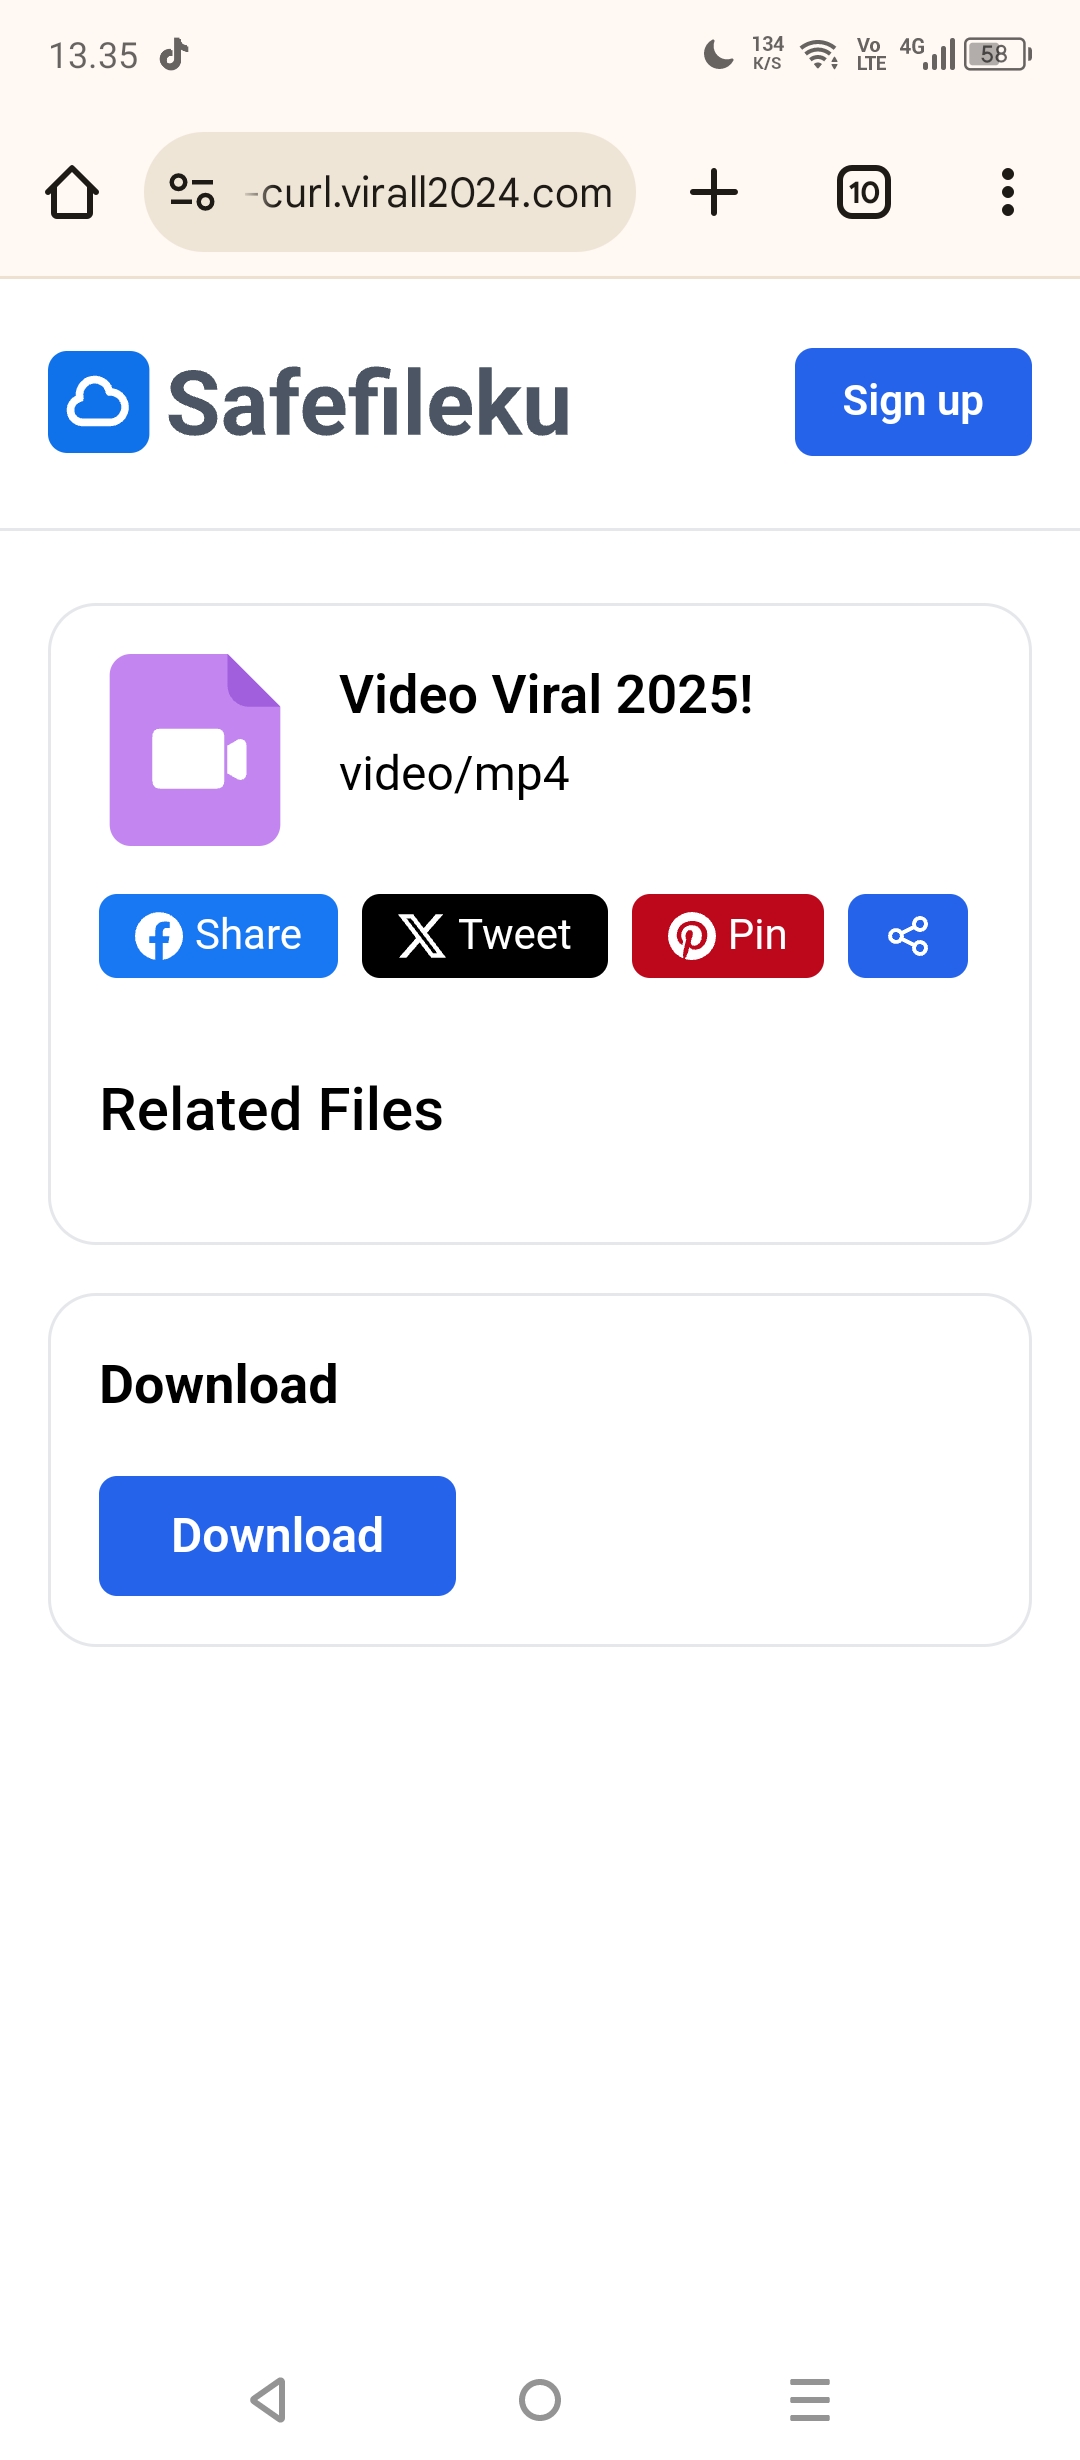 13.35 134 K/S Vo LTE 4G 58
-curl.virall2024.com 10
Safefileku Sign up
Video Viral 2025!
video/mp4
Share Tweet Pin
Related Files
Download
Download